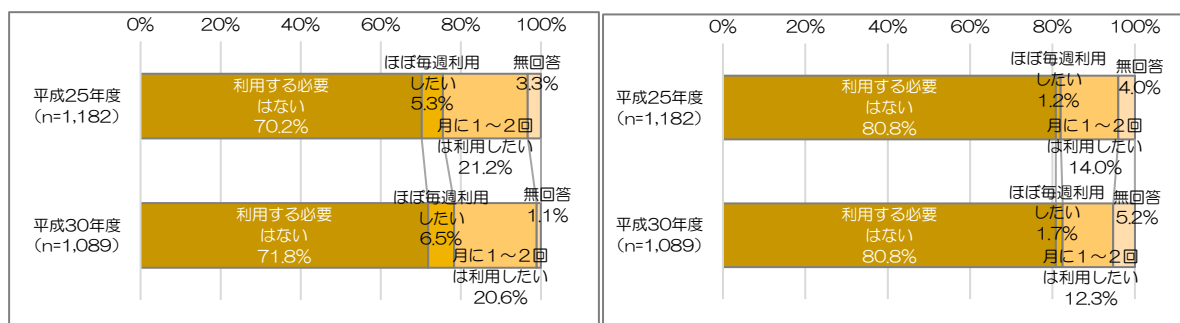 0% 20% 40% 60% 80% 100%
ほぼ毎週利用
したい
5.3%
無回答
3.3%
平成25年度
（n=1,182）
利用する必要
はない
70.2%
月に１～２回
は利用したい
21.2%
ほぼ毎週利用
したい
6.5%
無回答
1.1%
平成30年度
（n=1,089）
利用する必要
はない
71.8%
月に１～２回
は利用したい
20.6%
0% 20% 40% 60% 80% 100%
ほぼ毎週利用
したい
1.2%
無回答
4.0%
平成25年度
（n=1,182）
利用する必要
はない
80.8%
月に１～２回
は利用したい
14.0%
ほぼ毎週利用
したい
1.7%
無回答
5.2%
平成30年度
（n=1,089）
利用する必要
はない
80.8%
月に１～２回
は利用したい
12.3%